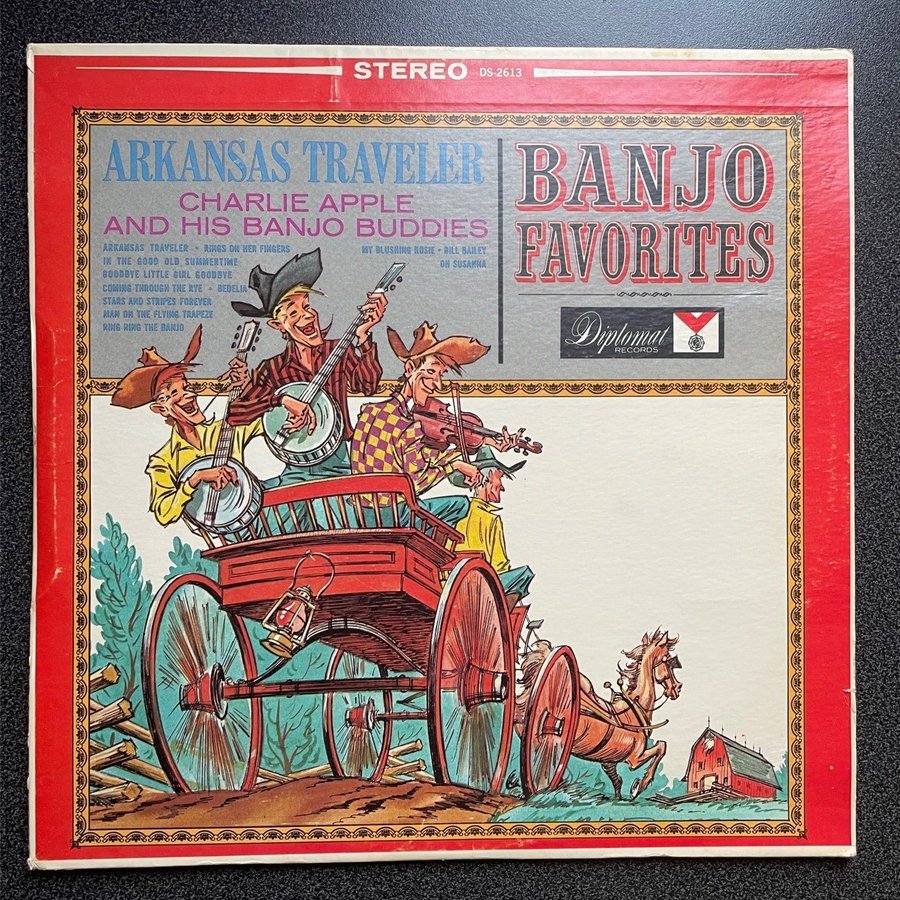 STEREO DS-2613
ARKANSAS TRAVELER
CHARLIE APPLE
AND HIS BANJO BUDDIES
ARKANSAS TRAVELER • RINGS ON HER FINGERS
IN THE GOOD OLD SUMMERTIME
GOODBYE LITTLE GIRL GOODBYE
COMING THROUGH THE RYE • BEDELIA
STARS AND STRIPES FOREVER
MAN ON THE FLYING TRAPEZE
RING RING THE BANJO
MY BLUSHING ROSIE • BILL BAILEY
OH SUSANNA
BANJO
FAVORITES
Diplomat
RECORDS